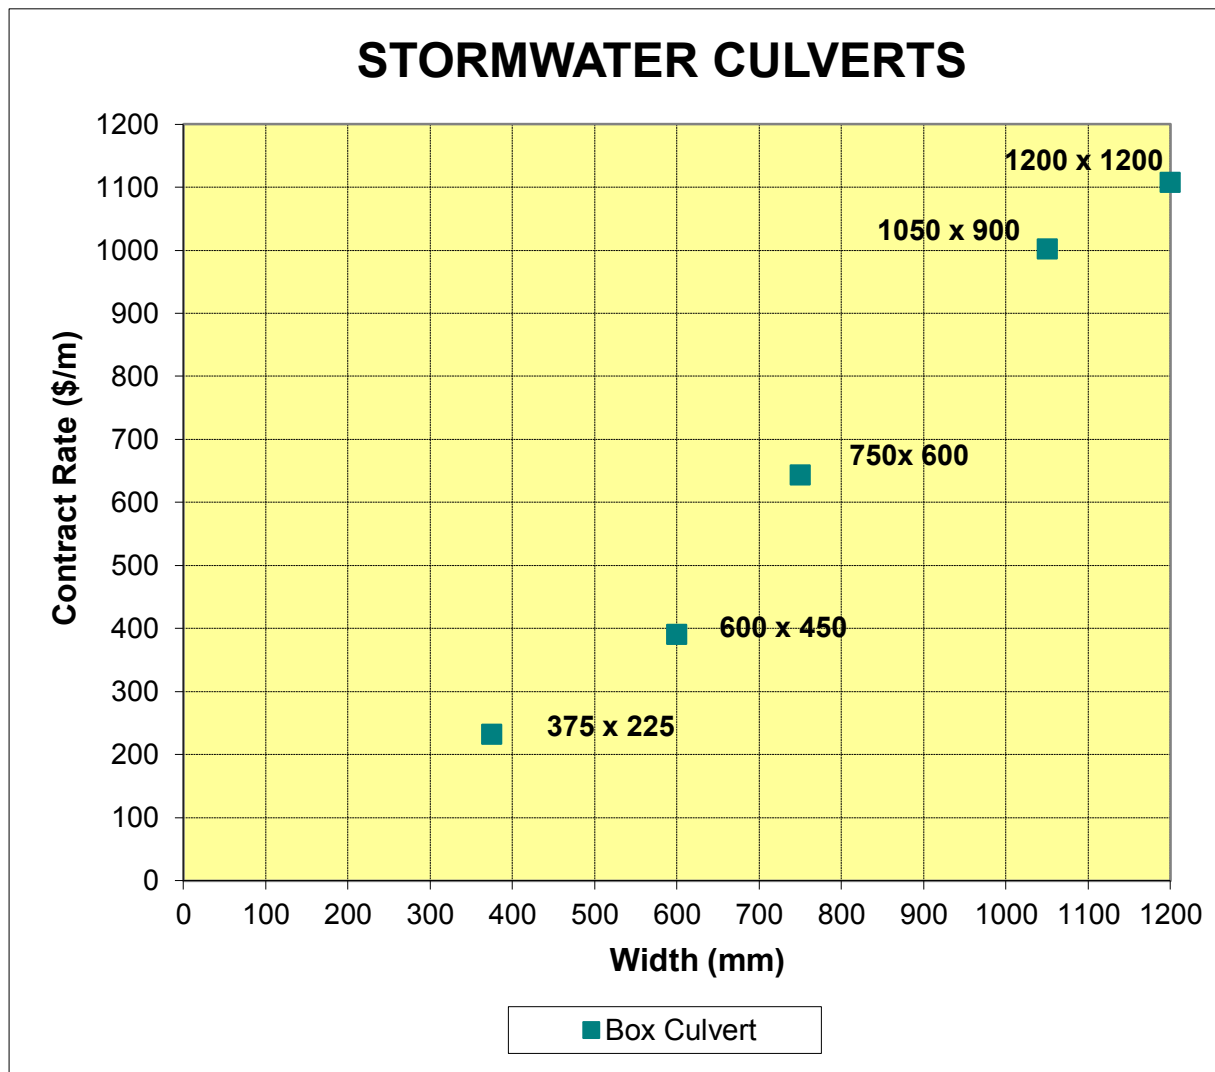 STORMWATER CULVERTS
Contract Rate ($/m)
1200
1100
1000
900
800
700
600
500
400
300
200
100
0
1200 x 1200
1050 x 900
750x 600
600 x 450
375 x 225
0 100 200 300 400 500 600 700 800 900 1000 1100 1200
Width (mm)
Box Culvert